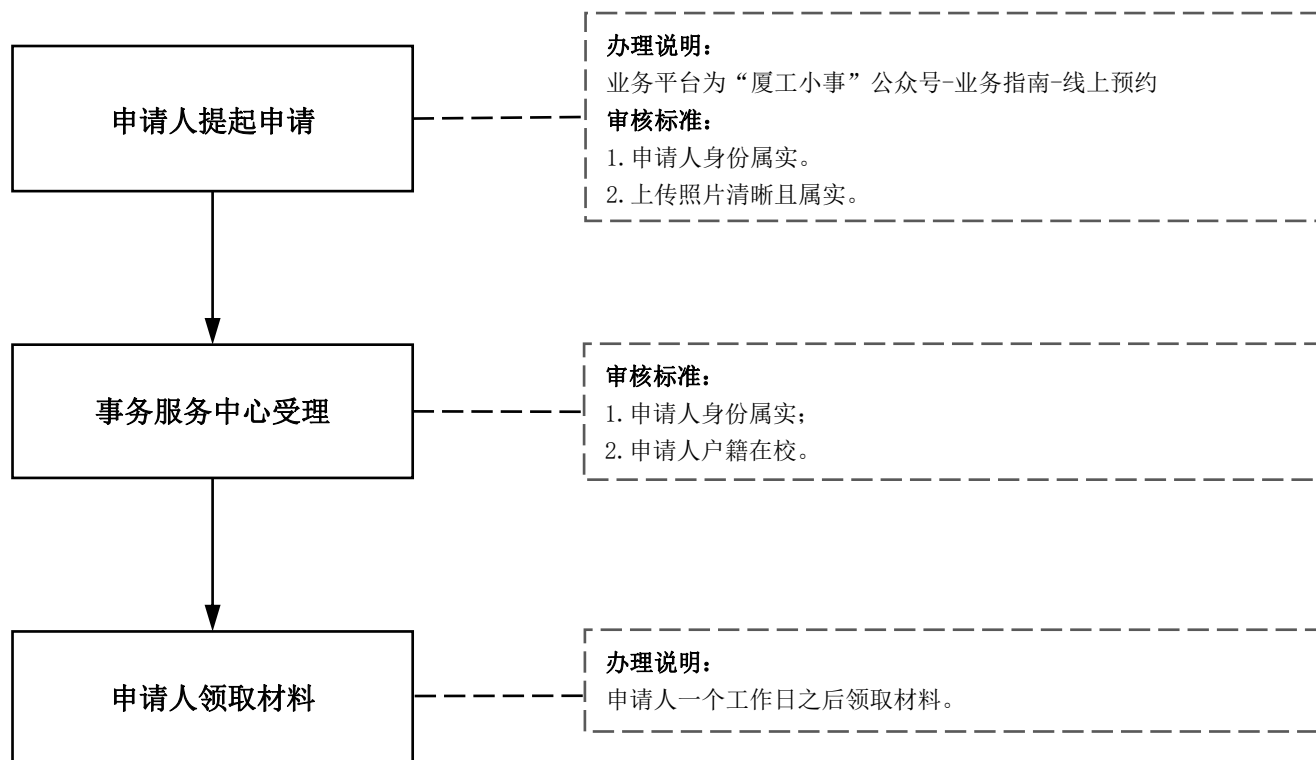 申请人提起申请
办理说明：
业务平台为“厦工小事”公众号-业务指南-线上预约
审核标准：
1.申请人身份属实。
2.上传照片清晰且属实。
事务服务中心受理
审核标准：
1.申请人身份属实；
2.申请人户籍在校。
申请人领取材料
办理说明：
申请人一个工作日之后领取材料。